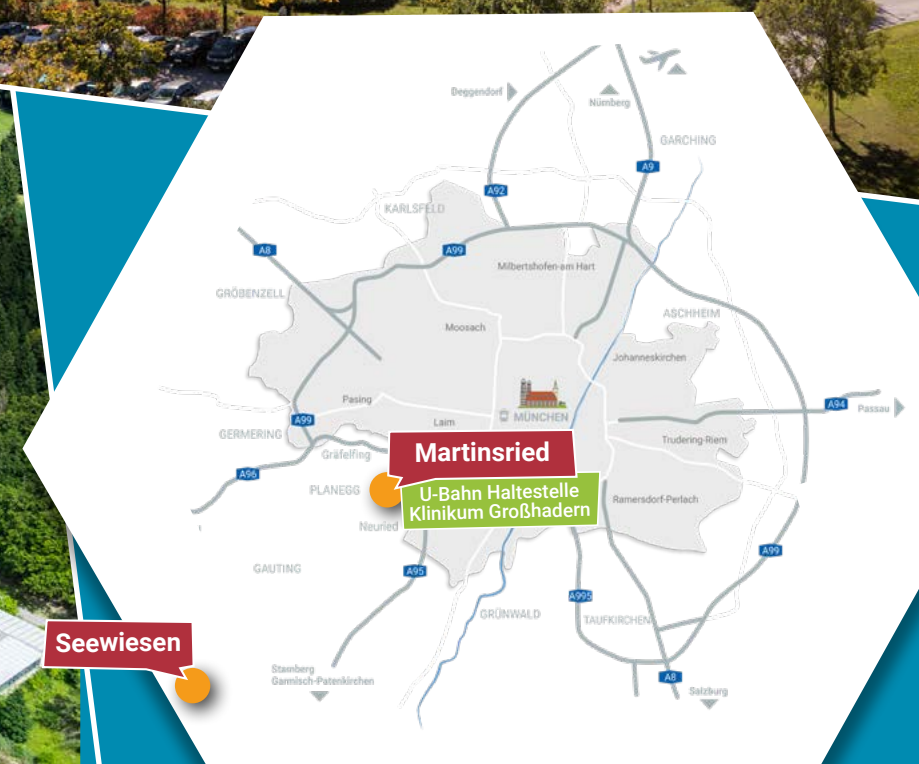 Deggendorf
Nürnberg
GARCHING
A9
A92
KARLSFELD
A8
A99
Milbertshofen-am Hart
GRÖBENZELL
ASCHHEIM
Moosach
Johanneskirchen
Pasing
MÜNCHEN
A94
Passau
A99
Laim
GERMERING
Martinsried
Trudering-Riem
Gräfelfing
A96
PLANEGG
U-Bahn Haltestelle
Klinikum Großhadern
Ramersdorf-Perlach
Neuried
A99
GAUTING
A95
A995
GRÜNWALD
TAUFKIRCHEN
Seewiesen
Starnberg
Garmisch-Patenkirchen
A8
Salzburg